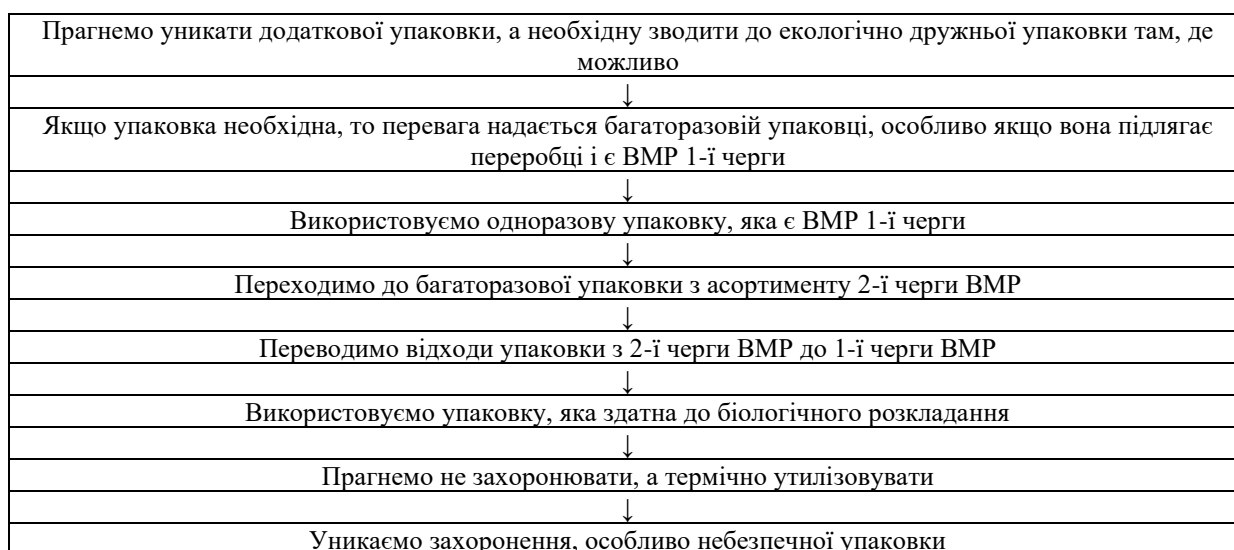 Прагнемо уникати додаткової упаковки, а необхідну зводити до екологічно дружньої упаковки там, де
можливо
↓
Якщо упаковка необхідна, то перевага надається багаторазовій упаковці, особливо якщо вона підлягає
переробці і є ВМР 1-ї черги
↓
Використовуємо одноразову упаковку, яка є ВМР 1-ї черги
↓
Переходимо до багаторазової упаковки з асортименту 2-ї черги ВМР
↓
Переводимо відходи упаковки з 2-ї черги ВМР до 1-ї черги ВМР
↓
Використовуємо упаковку, яка здатна до біологічного розкладання
↓
Прагнемо не захоронювати, а термічно утилізовувати
↓
Уникаємо захоронення, особливо небезпечної упаковки